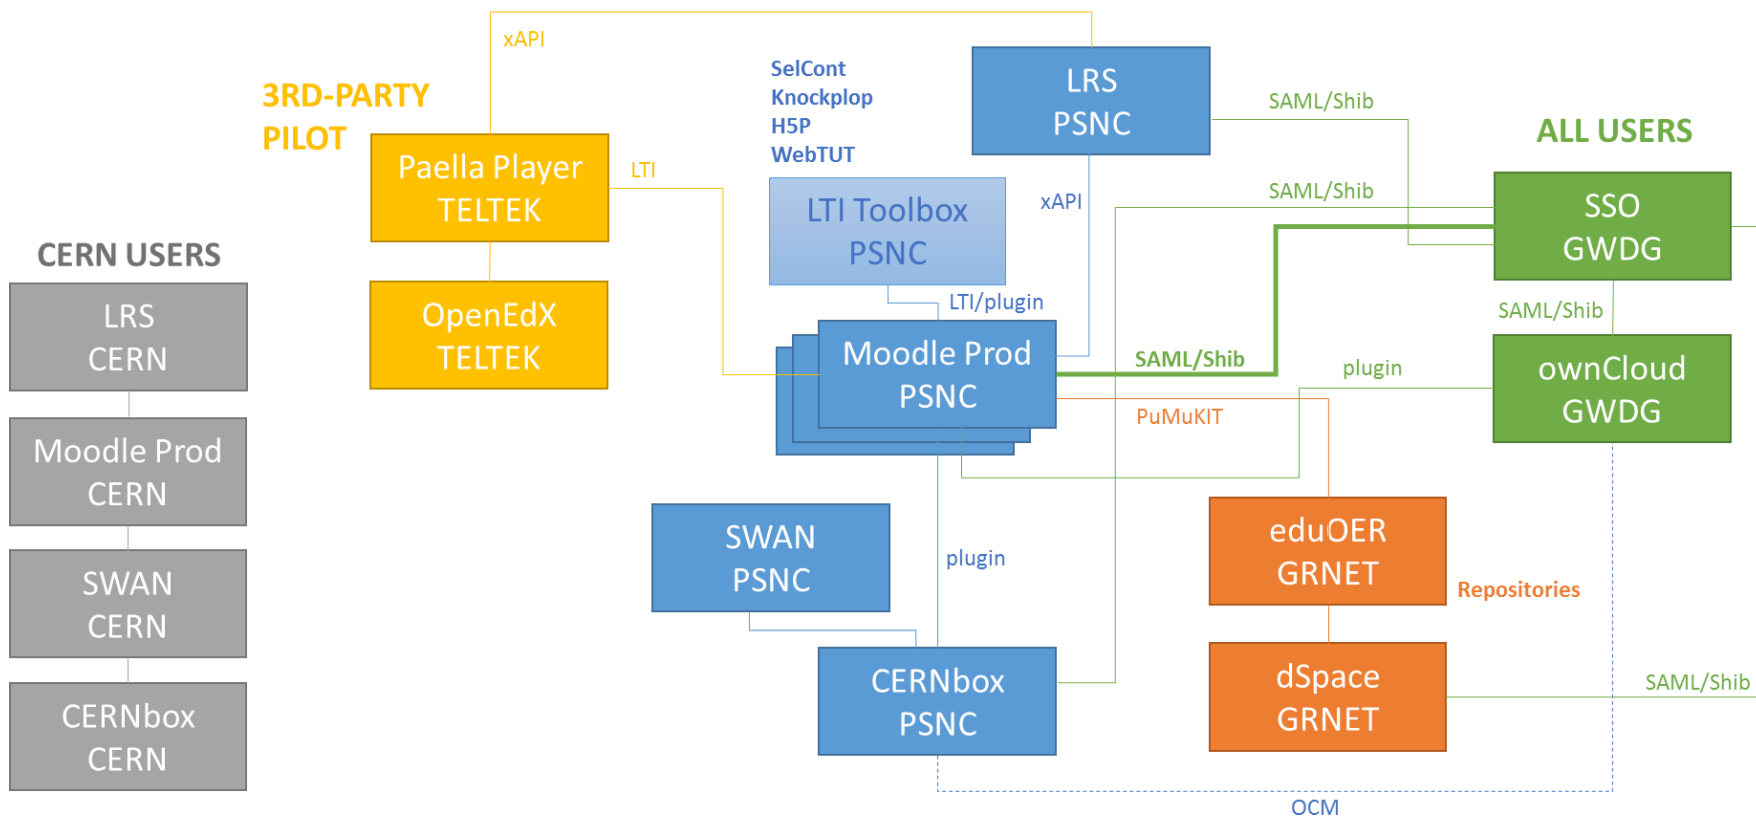 xAPI
3RD-PARTY
PILOT
Paella Player
TELTEK
LTI
OpenEdX
TELTEK
CERN USERS
LRS
CERN
Moodle Prod
CERN
SWAN
CERN
CERNbox
CERN
SelCont
Knockplop
H5P
WebTUT
LTI Toolbox
PSNC
LTI/plugin
LRS
PSNC
xAPI
Moodle Prod
PSNC
SWAN
PSNC
plugin
CERNbox
PSNC
SAML/Shib
SAML/Shib
SAML/Shib
PuMuKIT
ALL USERS
SSO
GWDG
SAML/Shib
plugin
ownCloud
GWDG
eduOER
GRNET
Repositories
dSpace
GRNET
SAML/Shib
OCM